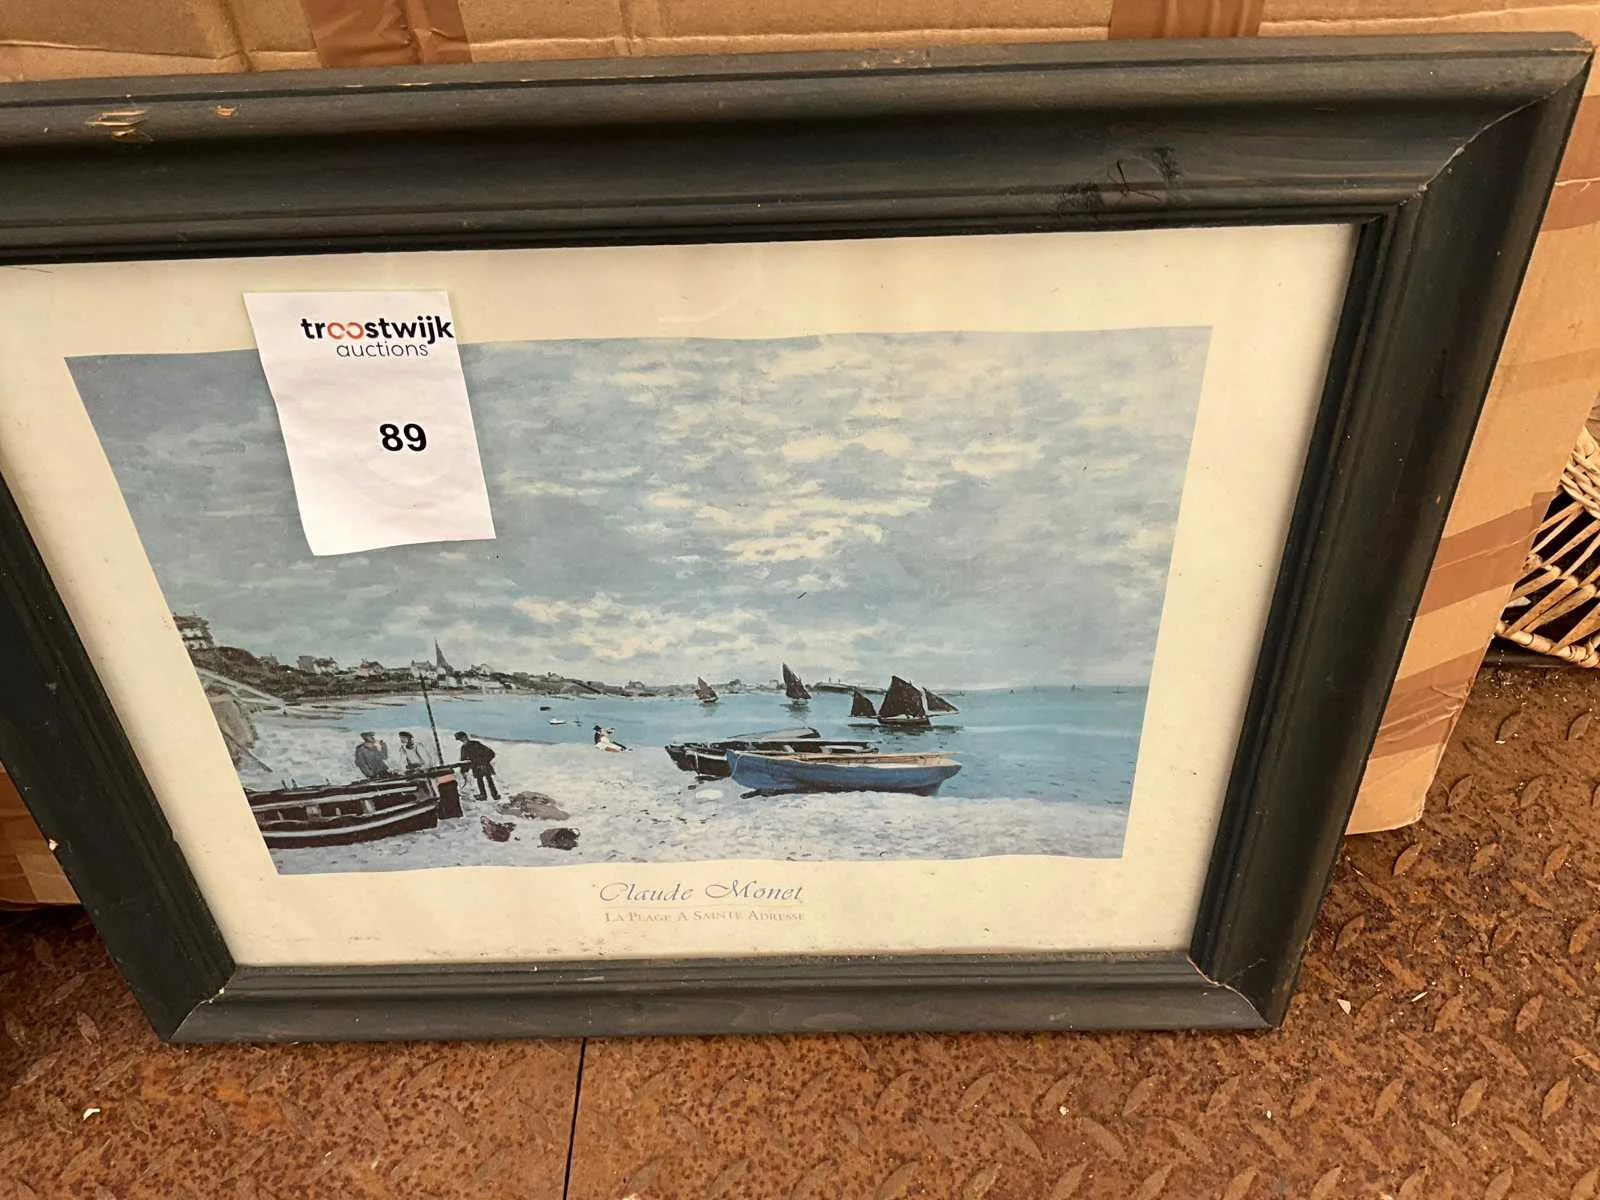 troostwijk
auctions
89
Claude Monet
LA PLAGE A SAINTE ADRESSE